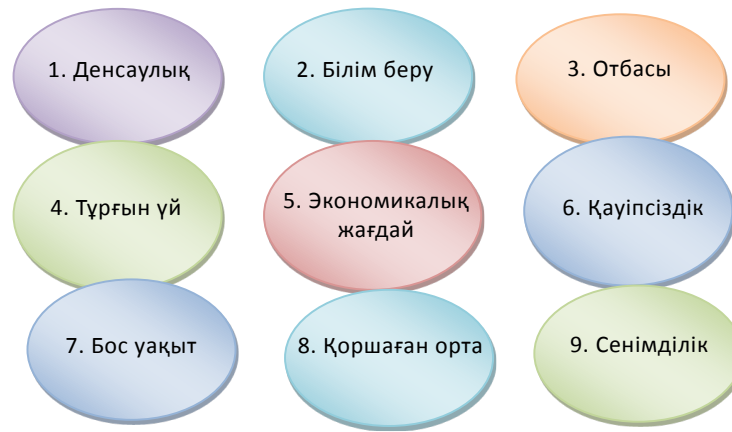 1. Денсаулық
2. Білім беру
3. Отбасы
4. Тұрғын үй
5. Экономикалық
жағдай
6. Қауіпсіздік
7. Бос уақыт
8. Қоршаған орта
9. Сенімділік